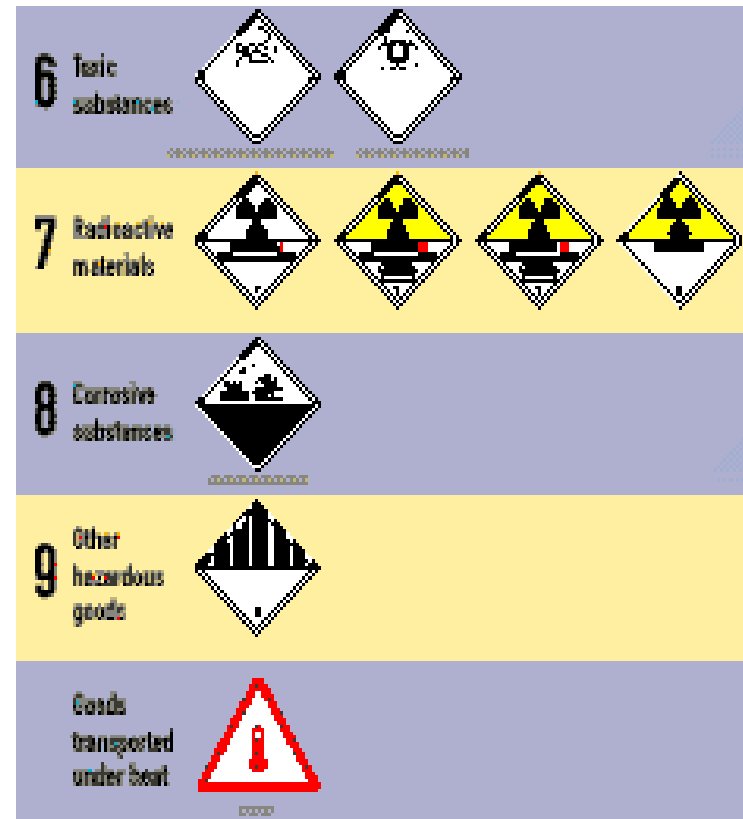 6
Toxic
substances
7
Radioactive
materials
8
Corrosive
substances
9
Other
hazardous
goods
Goods
transported
under heat